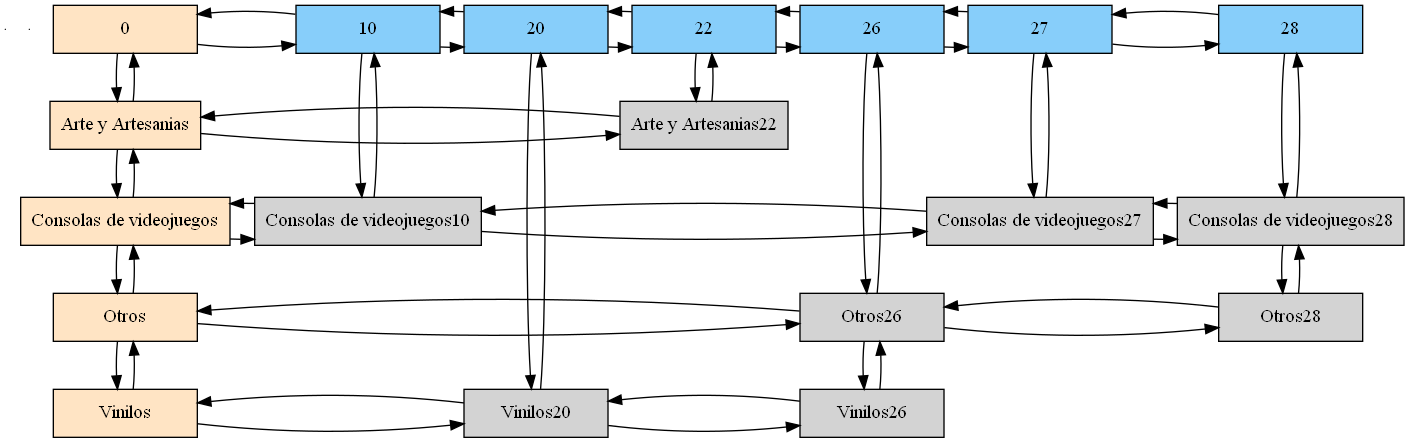 0 10 20 22 26 27 28
Arte y Artesanias Arte y Artesanias22
Consolas de videojuegos Consolas de videojuegos10 Consolas de videojuegos27 Consolas de videojuegos28
Otros Otros26 Otros28
Vinilos Vinilos20 Vinilos26